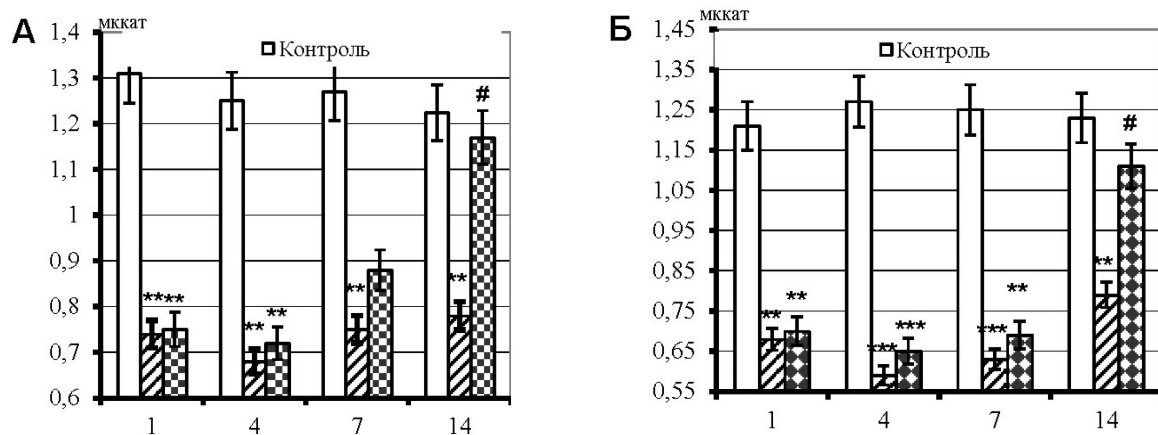 А
мккат
1,4
Контроль
1,3
1,2
1,1
1
0,9
0,8
0,7
0,6
#
** ** ** ** ** **
1 4 7 14
Б
мккат
1,45
Контроль
1,35
1,25
1,15
1,05
0,95
0,85
0,75
0,65
0,55
#
** ** *** *** *** ** **
1 4 7 14